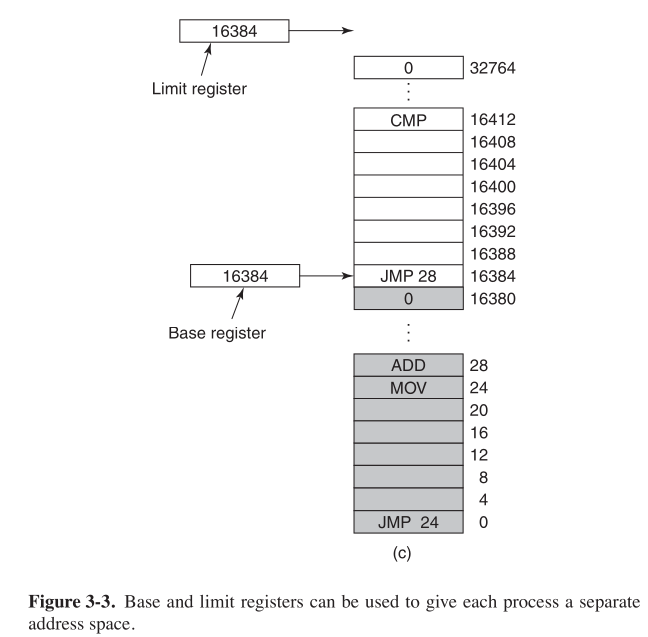 16384
Limit register
0 32764
CMP 16412
16408
16404
16400
16396
16392
16388
16384 JMP 28 16384
0 16380
Base register
ADD 28
MOV 24
20
16
12
8
4
JMP 24 0
(c)
Figure 3-3. Base and limit registers can be used to give each process a separate
address space.